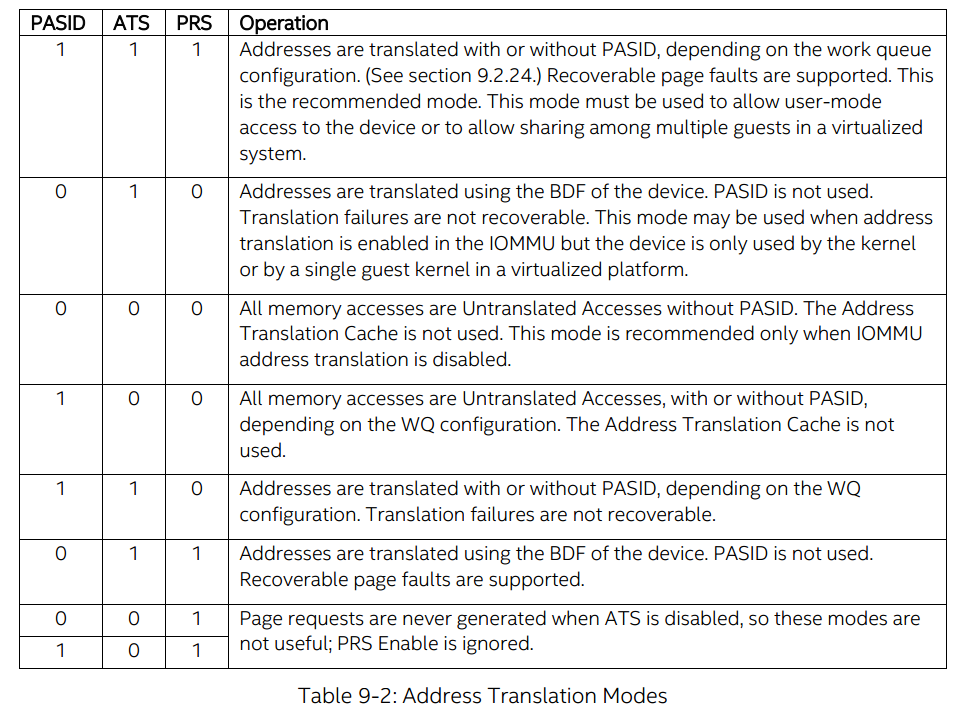 PASID ATS PRS Operation
1 1 1 Addresses are translated with or without PASID, depending on the work queue
configuration. (See section 9.2.24.) Recoverable page faults are supported. This
is the recommended mode. This mode must be used to allow user-mode
access to the device or to allow sharing among multiple guests in a virtualized
system.
0 1 0 Addresses are translated using the BDF of the device. PASID is not used.
Translation failures are not recoverable. This mode may be used when address
translation is enabled in the IOMMU but the device is only used by the kernel
or by a single guest kernel in a virtualized platform.
0 0 0 All memory accesses are Untranslated Accesses without PASID. The Address
Translation Cache is not used. This mode is recommended only when IOMMU
address translation is disabled.
1 0 0 All memory accesses are Untranslated Accesses, with or without PASID,
depending on the WQ configuration. The Address Translation Cache is not
used.
1 1 0 Addresses are translated with or without PASID, depending on the WQ
configuration. Translation failures are not recoverable.
0 1 1 Addresses are translated using the BDF of the device. PASID is not used.
Recoverable page faults are supported.
0 0 1 Page requests are never generated when ATS is disabled, so these modes are
1 0 1 not useful; PRS Enable is ignored.
Table 9-2: Address Translation Modes